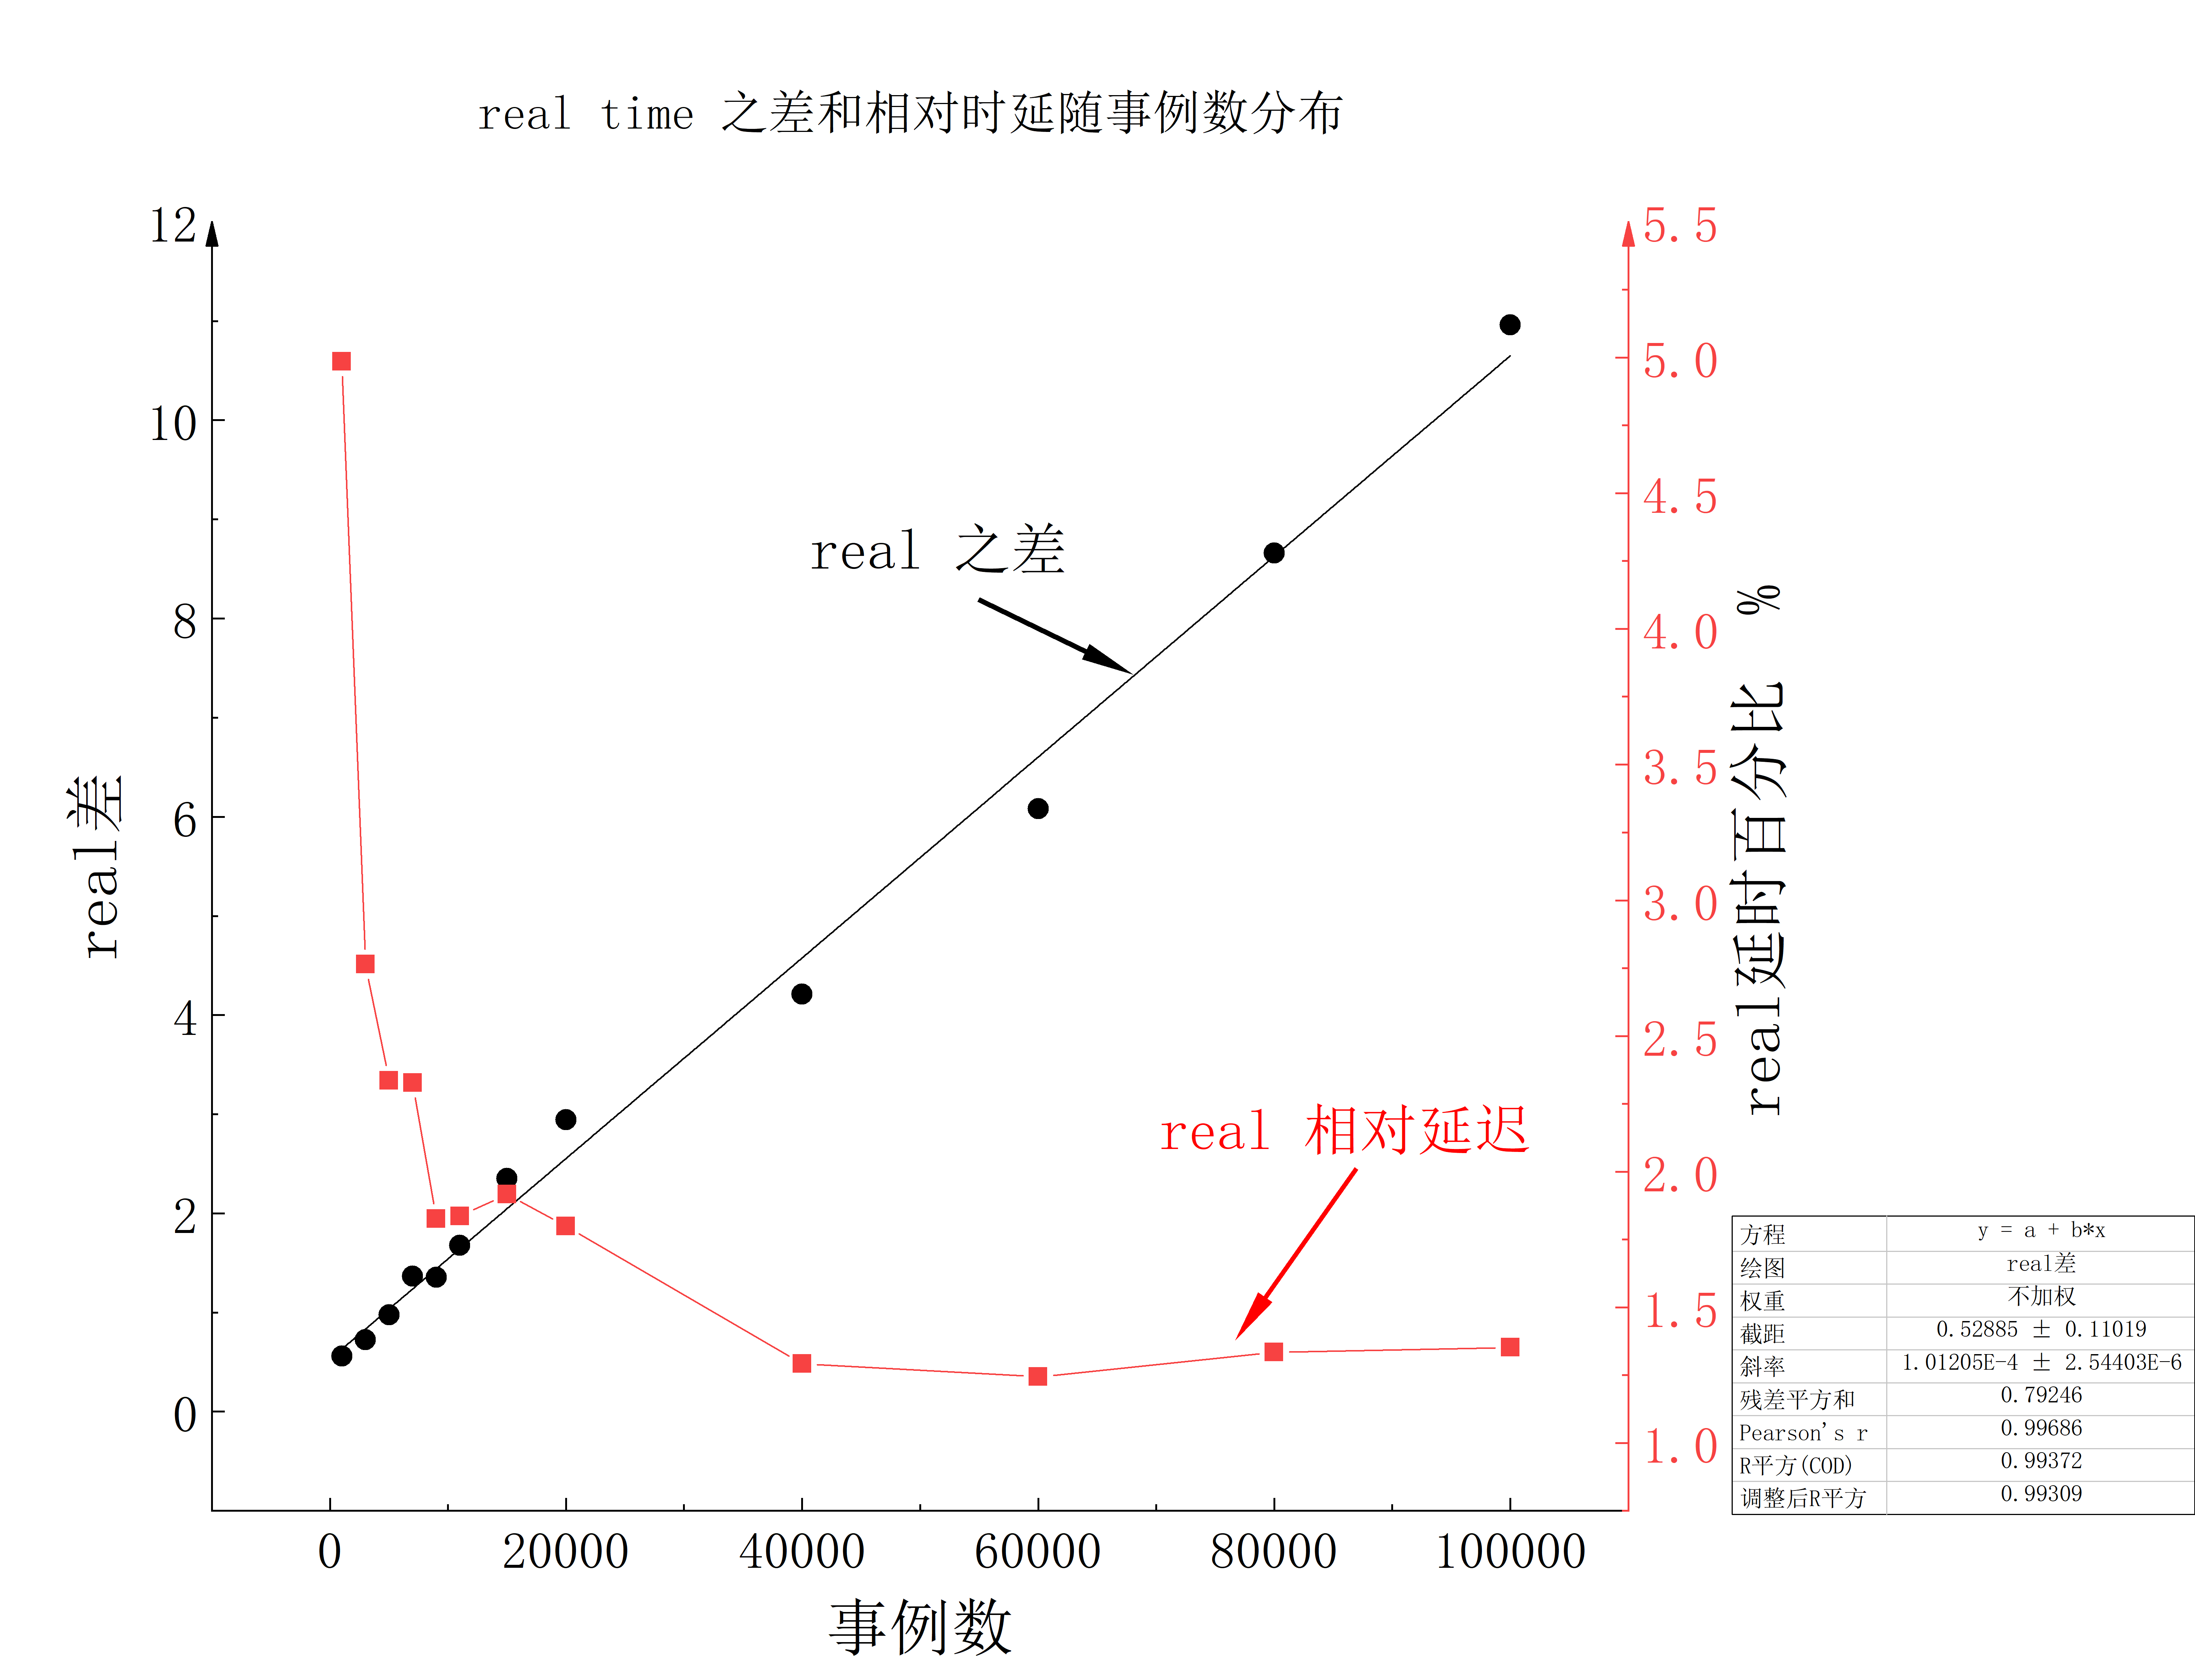 real time 之差和相对时延随事例数分布
12
10
8
6
4
2
0
real差
5.5
5.0
4.5
4.0
3.5
3.0
2.5
2.0
1.5
1.0
real延时百分比 %
real 之差
real 相对延迟
0 20000 40000 60000 80000 100000
事例数
方程 y = a + b*x
绘图 real差
权重 不加权
截距 0.52885 ± 0.11019
斜率 1.01205E-4 ± 2.54403E-6
残差平方和 0.79246
Pearson's r 0.99686
R平方(COD) 0.99372
调整后R平方 0.99309